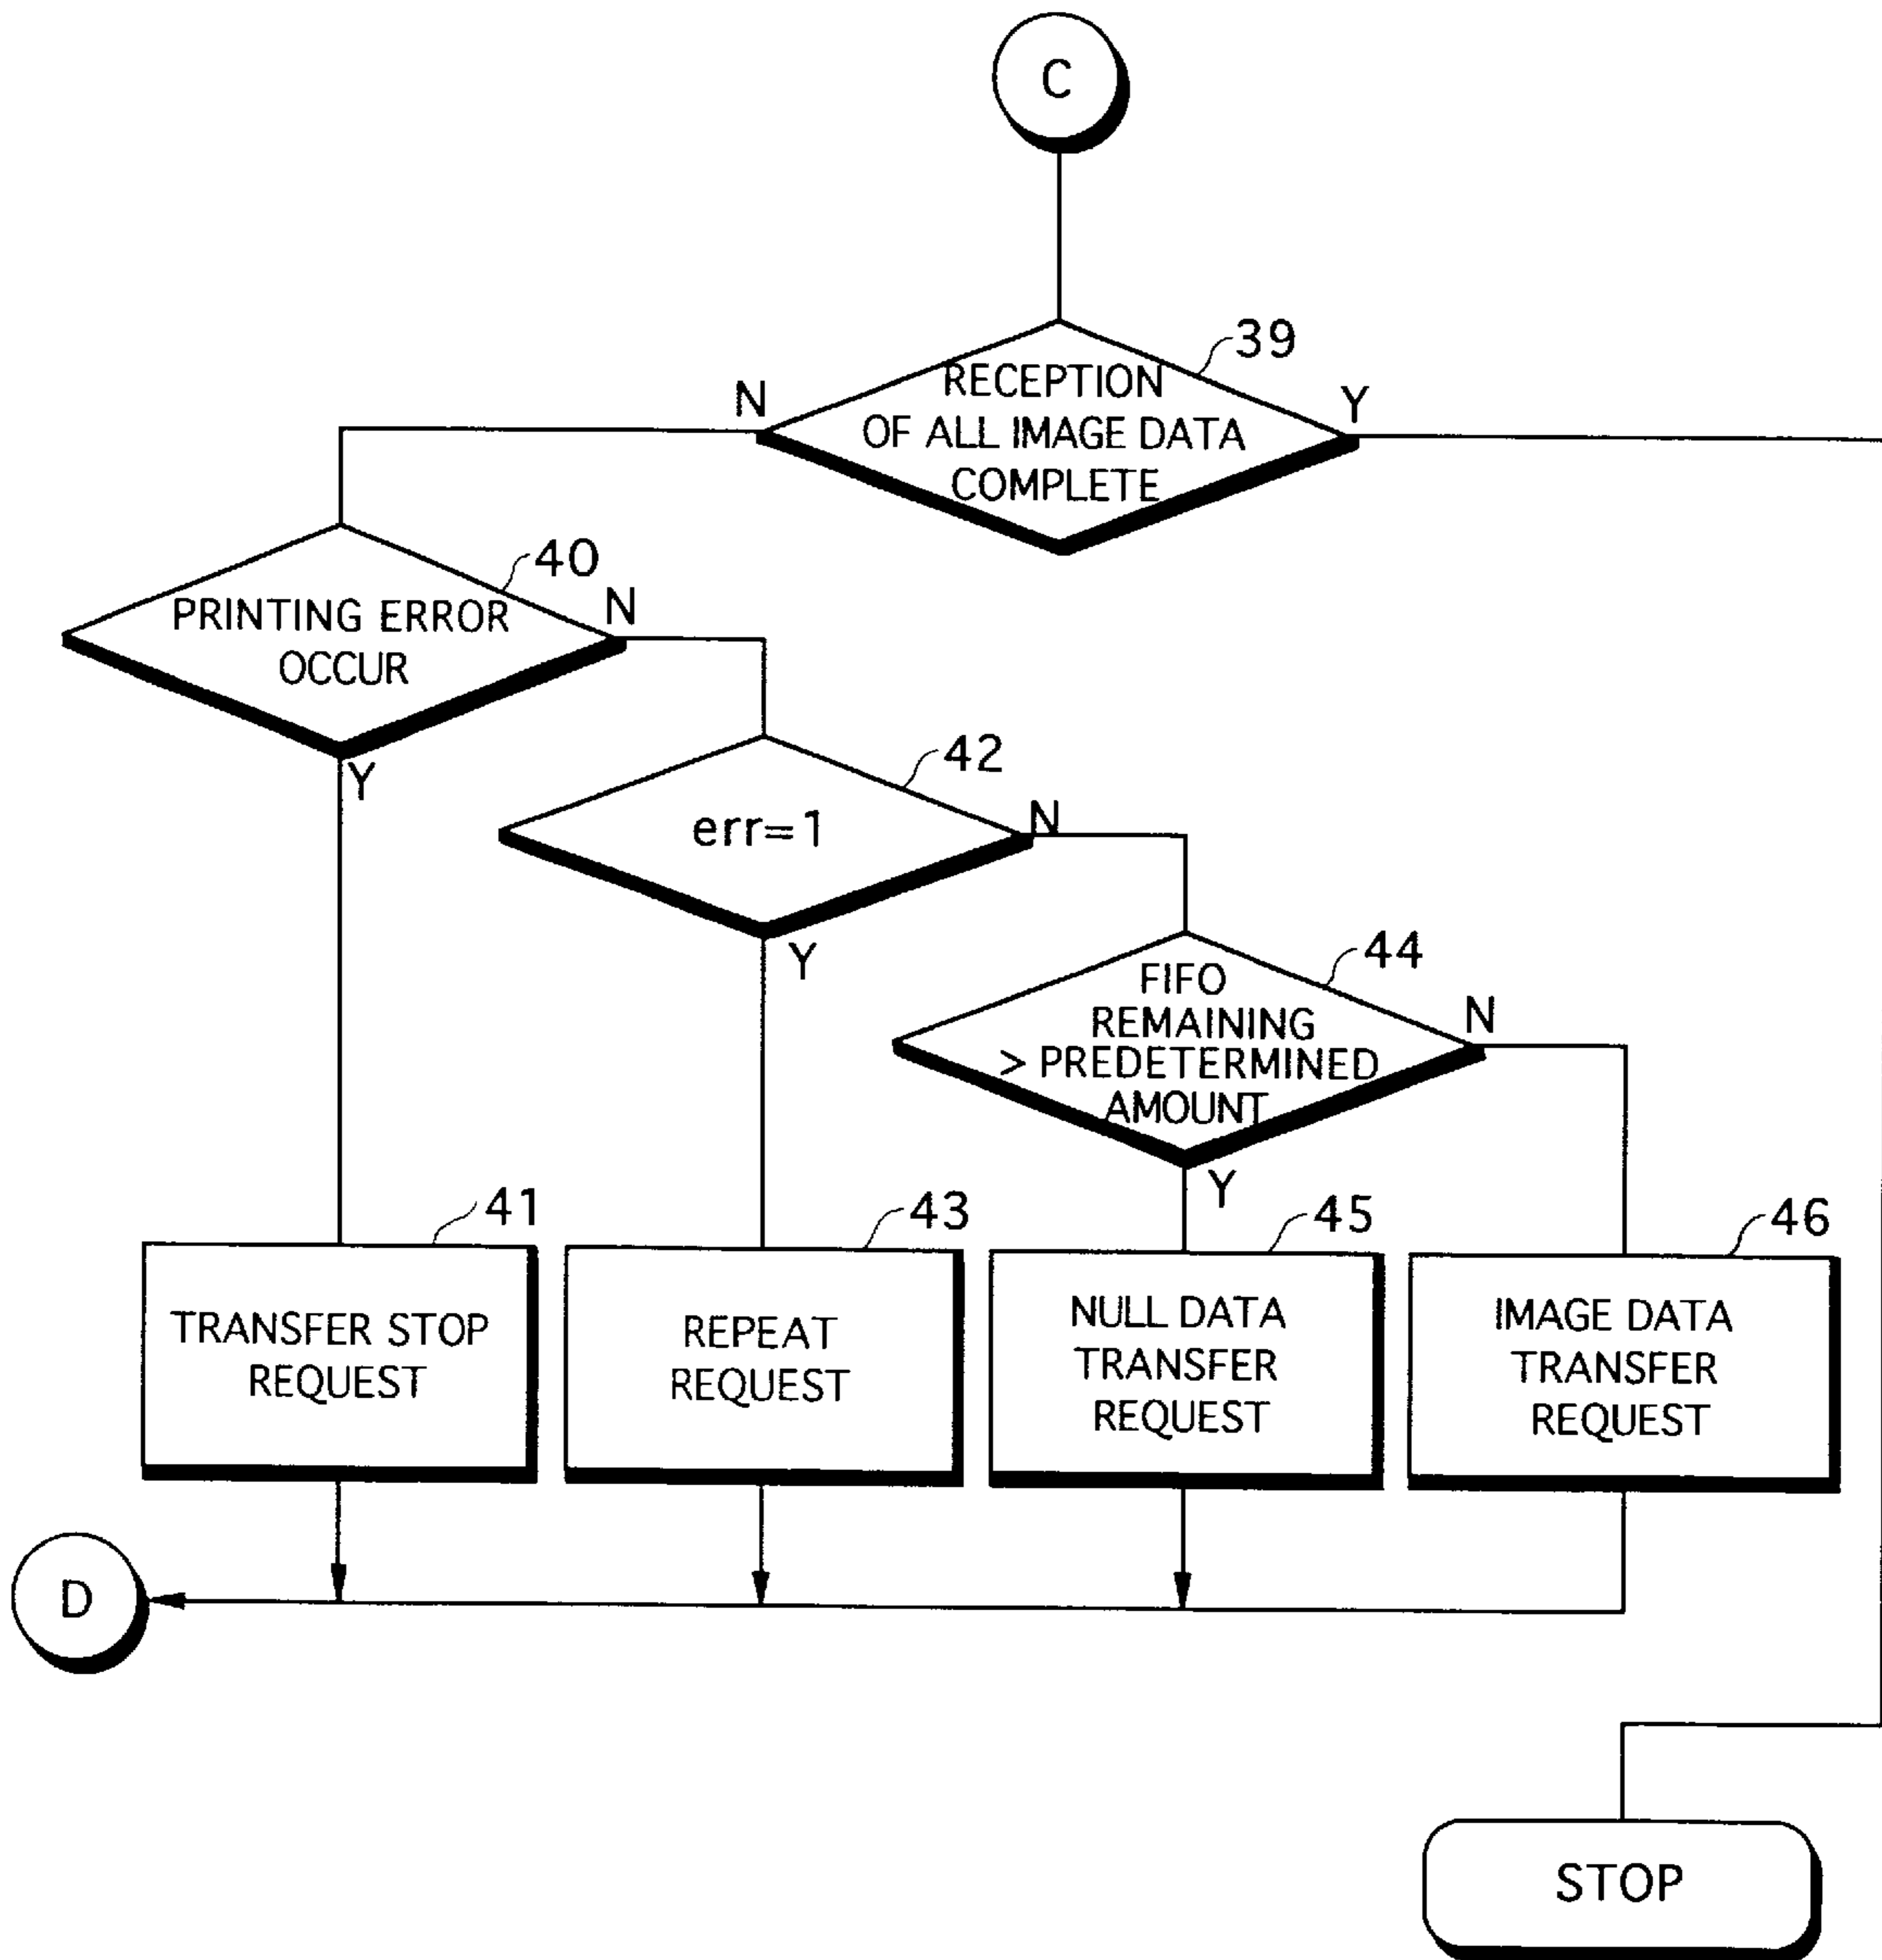 C
39
RECEPTION
OF ALL IMAGE DATA
COMPLETE
N
Y
40
PRINTING ERROR
OCCUR
N
Y
42
err=1
N
Y
44
FIFO
REMAINING
> PREDETERMINED
AMOUNT
N
Y
41
TRANSFER STOP
REQUEST
43
REPEAT
REQUEST
45
NULL DATA
TRANSFER
REQUEST
46
IMAGE DATA
TRANSFER
REQUEST
D
STOP